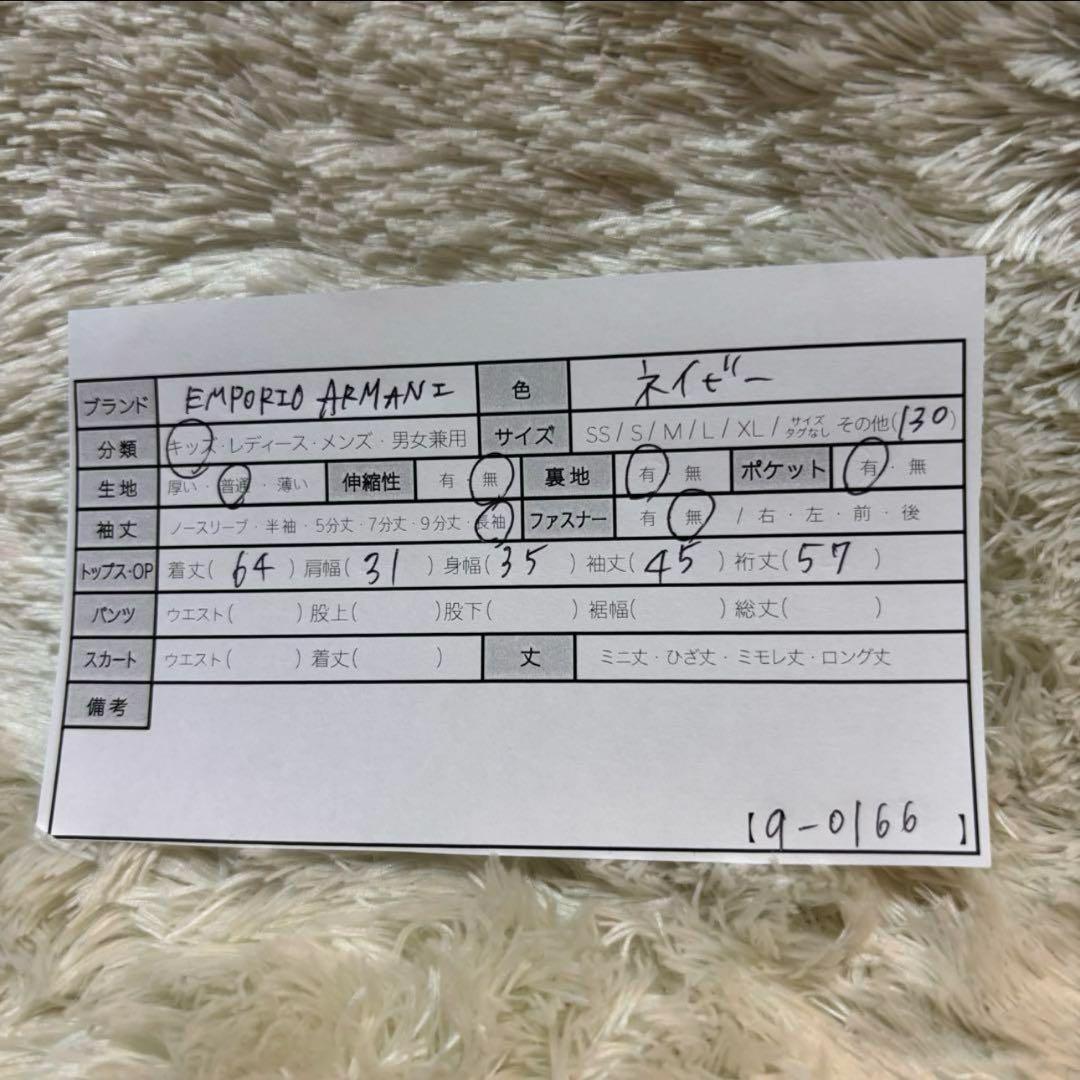 ブランド EMPORIO ARMANI 色 ネイビー
分類 キッズ・レディース・メンズ・男女兼用 サイズ SS / S / M / L / XL / サイズタグなし その他(130)
生地 厚い・普通・薄い 伸縮性 有・無 裏地 有・無 ポケット 有・無
袖丈 ノースリーブ・半袖・5分丈・7分丈・9分丈・長袖 ファスナー 有・無 / 右・左・前・後
トップス・OP 着丈( 64 ) 肩幅( 31 ) 身幅( 35 ) 袖丈( 45 ) 裄丈( 57 )
パンツ ウエスト( ) 股上( ) 股下( ) 裾幅( ) 総丈( )
スカート ウエスト( ) 着丈( ) 丈 ミニ丈・ひざ丈・ミモレ丈・ロング丈
備考
【9-0166】